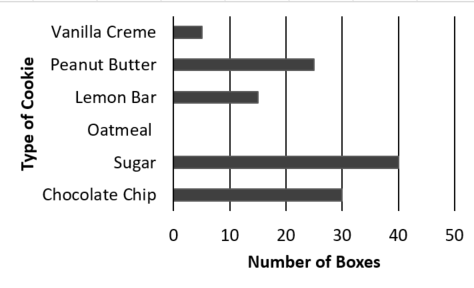 Vanilla Creme
Peanut Butter
Lemon Bar
Oatmeal
Sugar
Chocolate Chip
Type of Cookie
0 10 20 30 40 50
Number of Boxes